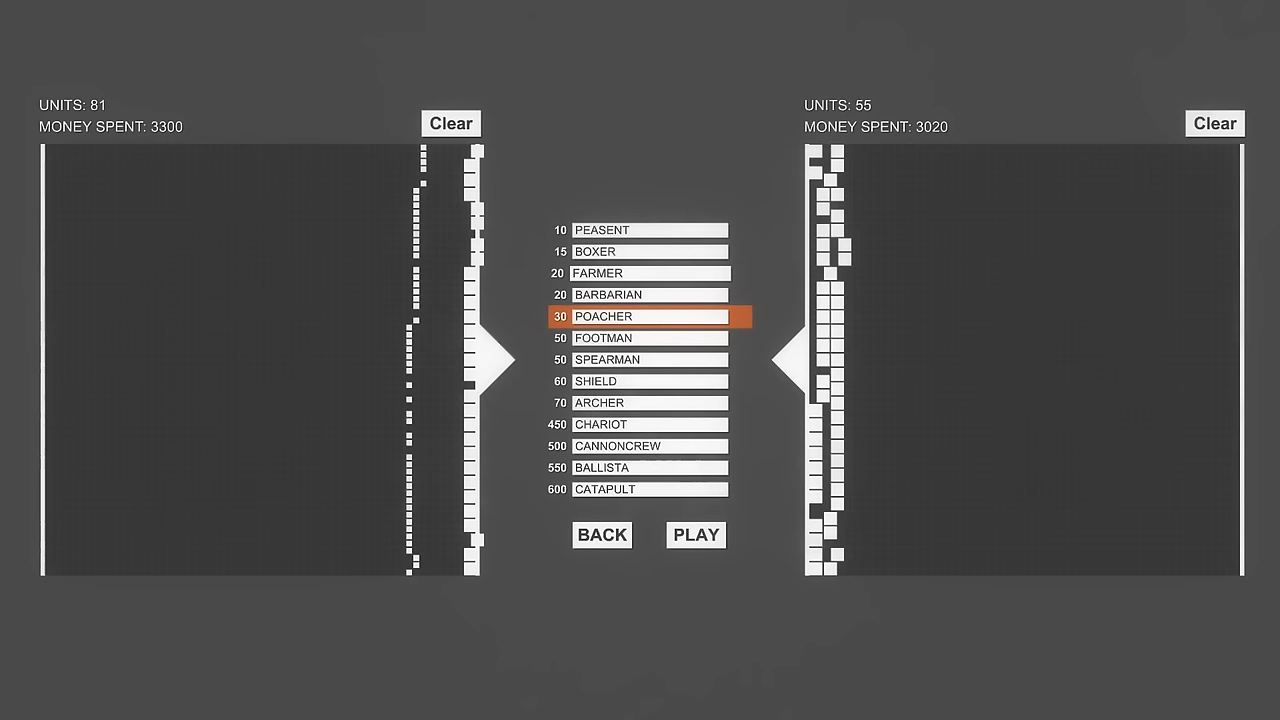 UNITS: 81
MONEY SPENT: 3300
Clear
UNITS: 55
MONEY SPENT: 3020
Clear
10 PEASENT
15 BOXER
20 FARMER
20 BARBARIAN
30 POACHER
50 FOOTMAN
50 SPEARMAN
60 SHIELD
70 ARCHER
450 CHARIOT
500 CANNONCREW
550 BALLISTA
600 CATAPULT
BACK PLAY